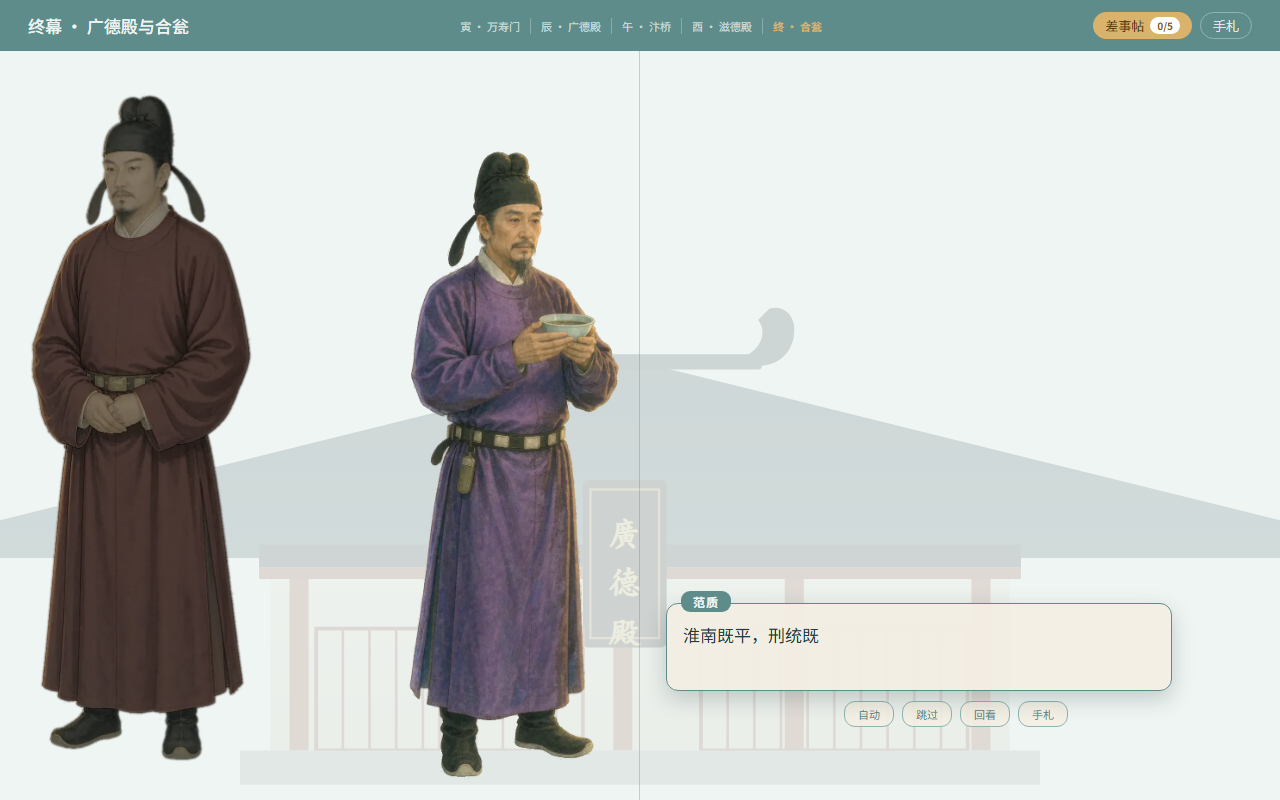 终幕 · 广德殿与合瓮
寅 · 万寿门
辰 · 广德殿
午 · 汴桥
酉 · 滋德殿
终 · 合瓮
差事帖 0/5
手札
廣德殿
范质
淮南既平，刑统既
自动
跳过
回看
手札